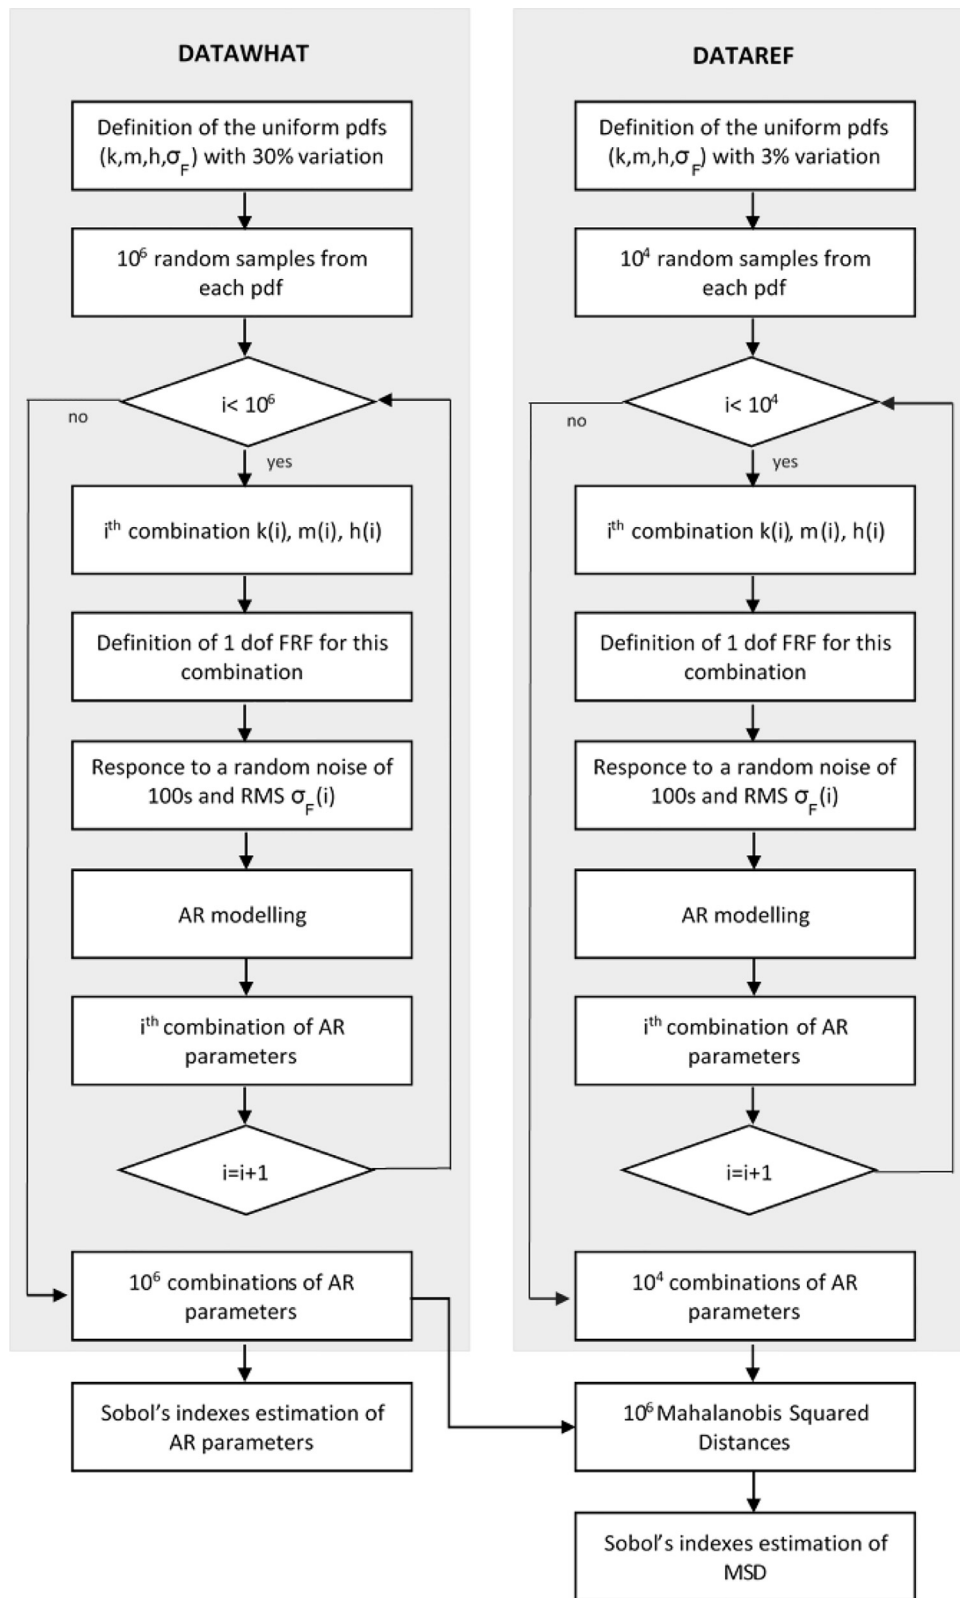 DATAWHAT
Definition of the uniform pdfs
(k,m,h,σ_F) with 30% variation
10⁶ random samples from
each pdf
i< 10⁶
no
yes
iᵗʰ combination k(i), m(i), h(i)
Definition of 1 dof FRF for this
combination
Responce to a random noise of
100s and RMS σ_F(i)
AR modelling
iᵗʰ combination of AR
parameters
i=i+1
10⁶ combinations of AR
parameters
Sobol's indexes estimation of
AR parameters
DATAREF
Definition of the uniform pdfs
(k,m,h,σ_F) with 3% variation
10⁴ random samples from
each pdf
i< 10⁴
no
yes
iᵗʰ combination k(i), m(i), h(i)
Definition of 1 dof FRF for this
combination
Responce to a random noise of
100s and RMS σ_F(i)
AR modelling
iᵗʰ combination of AR
parameters
i=i+1
10⁴ combinations of AR
parameters
10⁶ Mahalanobis Squared
Distances
Sobol's indexes estimation of
MSD